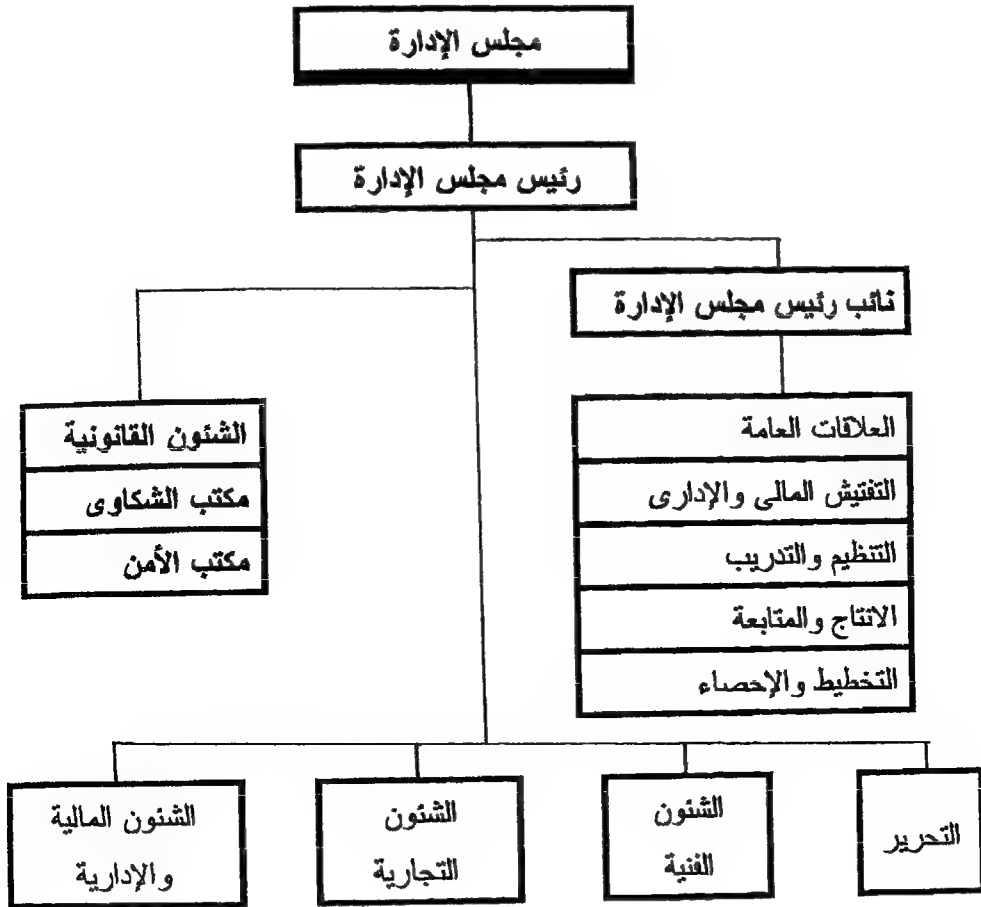 مجلس الإدارة
رئيس مجلس الإدارة
نائب رئيس مجلس الإدارة
العلاقات العامة
التفتيش المالى والإدارى
التنظيم والتدريب
الانتاج والمتابعة
التخطيط والإحصاء
الشئون القانونية
مكتب الشكاوى
مكتب الأمن
التحرير
الشئون
الفنية
الشئون
التجارية
الشئون المالية
والإدارية